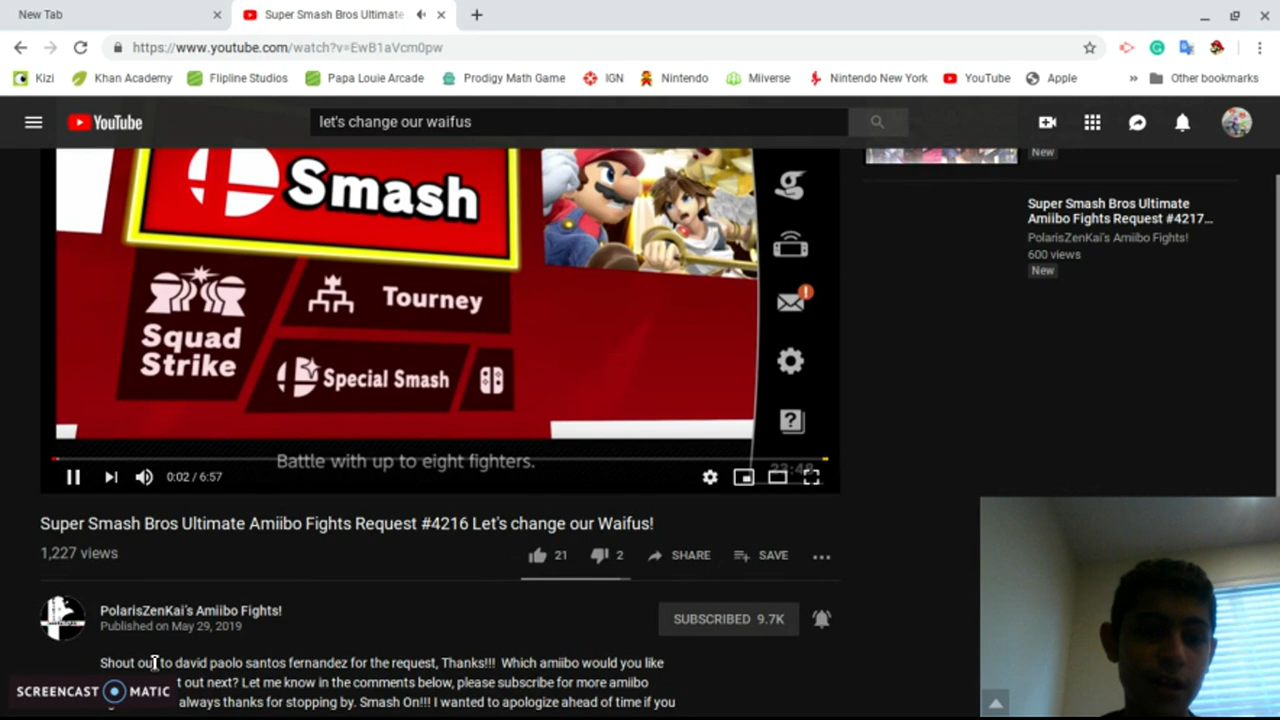 New Tab
Super Smash Bros Ultimate
https://www.youtube.com/watch?v=EwB1aVcm0pw
Kizi
Khan Academy
Flipline Studios
Papa Louie Arcade
Prodigy Math Game
IGN
Nintendo
Miiverse
Nintendo New York
YouTube
Apple
»
Other bookmarks
YouTube
let's change our waifus
Smash
Squad
Strike
Tourney
Special Smash
Battle with up to eight fighters.
0:02 / 6:57
New
Super Smash Bros Ultimate
Amiibo Fights Request #4217...
PolarisZenKai's Amiibo Fights!
600 views
New
Super Smash Bros Ultimate Amiibo Fights Request #4216 Let's change our Waifus!
1,227 views
21
2
SHARE
SAVE
PolarisZenKai's Amiibo Fights!
Published on May 29, 2019
SUBSCRIBED 9.7K
Shout out to david paolo santos fernandez for the request, Thanks!!! Which amiibo would you like
t out next? Let me know in the comments below, please subscribe for more amiibo
always thanks for stopping by. Smash On!!! I wanted to apologize ahead of time if you
SCREENCAST MATIC